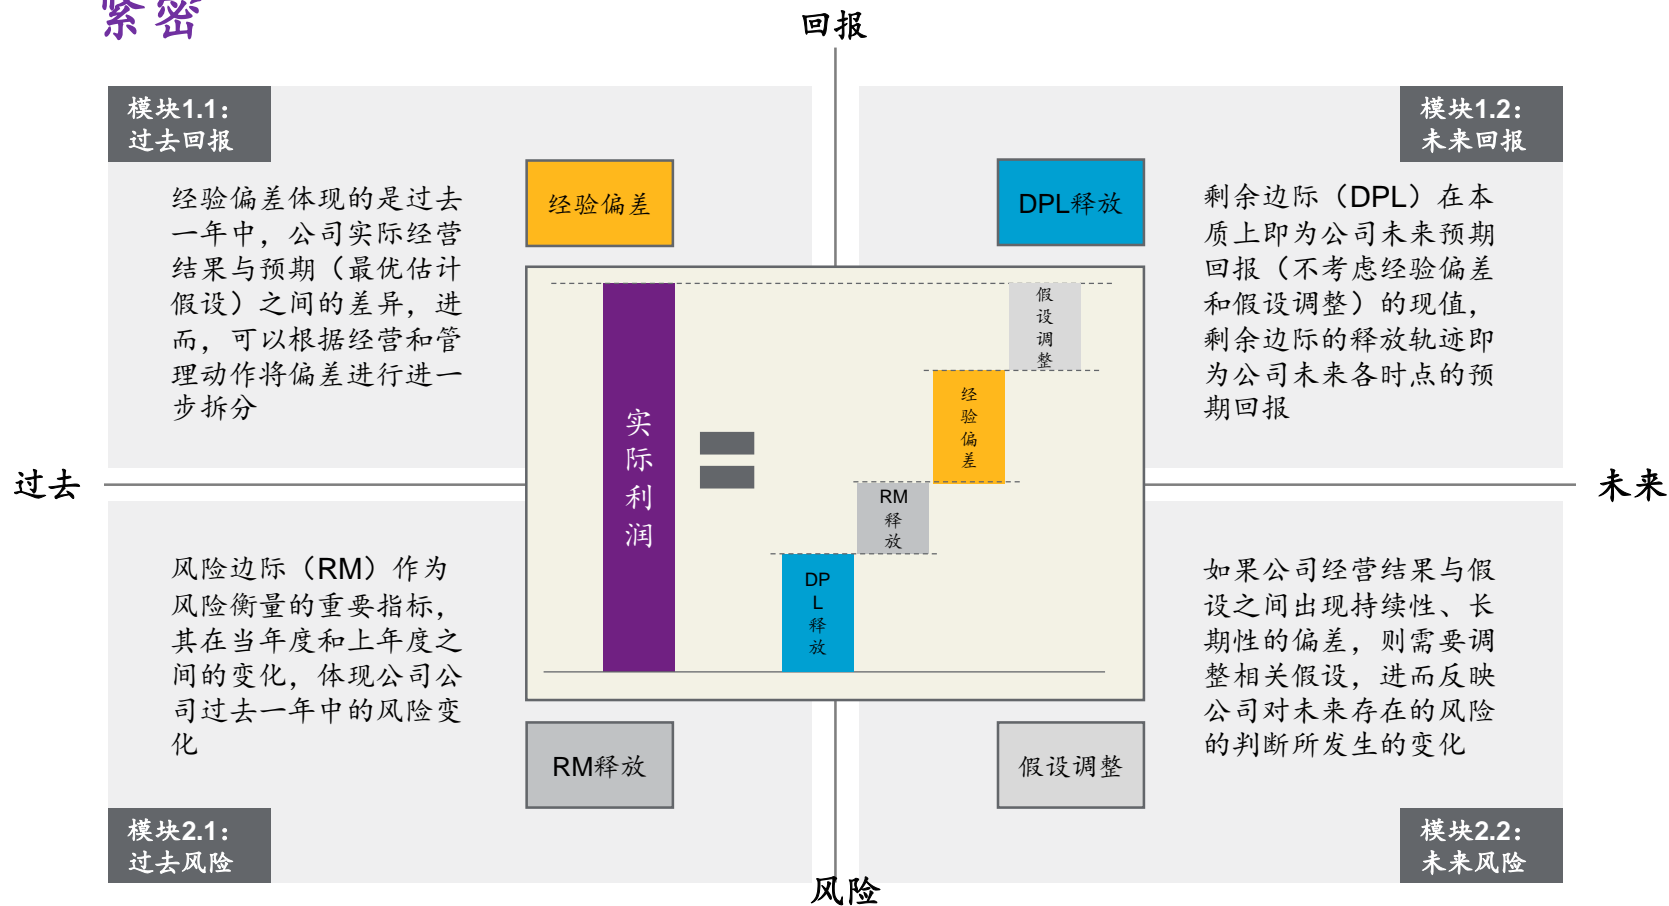 紧密
回报
模块1.1：
过去回报
经验偏差体现的是过去
一年中，公司实际经营
结果与预期（最优估计
假设）之间的差异，进
而，可以根据经营和管
理动作将偏差进行进一
步拆分
经验偏差
DPL释放
模块1.2：
未来回报
剩余边际（DPL）在本
质上即为公司未来预期
回报（不考虑经验偏差
和假设调整）的现值，
剩余边际的释放轨迹即
为公司未来各时点的预
期回报
实
际
利
润
假
设
调
整
经
验
偏
差
RM
释
放
DP
L
释
放
过去
未来
风险边际（RM）作为
风险衡量的重要指标，
其在当年度和上年度之
间的变化，体现公司公
司过去一年中的风险变
化
RM释放
假设调整
如果公司经营结果与假
设之间出现持续性、长
期性的偏差，则需要调
整相关假设，进而反映
公司对未来存在的风险
的判断所发生的变化
模块2.1：
过去风险
模块2.2：
未来风险
风险